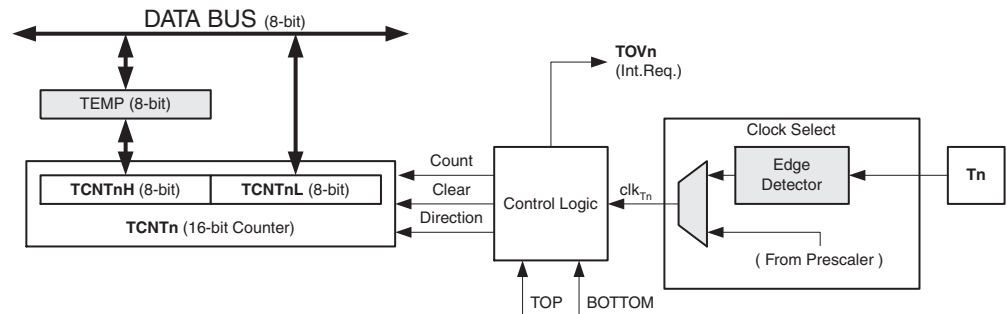 DATA BUS (8-bit)
TOVn
(Int.Req.)
TEMP (8-bit)
Clock Select
Count
Edge
Detector
Tn
TCNTnH (8-bit) TCNTnL (8-bit)
Clear
Control Logic
clkTn
TCNTn (16-bit Counter)
Direction
( From Prescaler )
TOP
BOTTOM